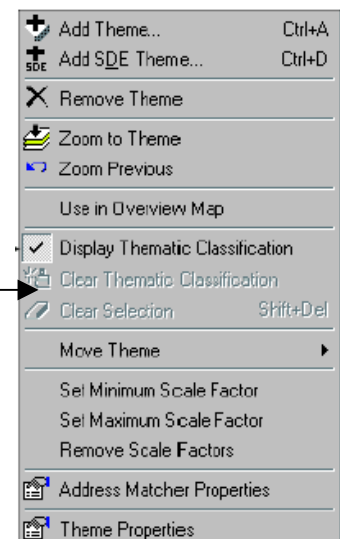 Add Theme... Ctrl+A
SDE Add SDE Theme... Ctrl+D
Remove Theme
Zoom to Theme
Zoom Previous
Use in Overview Map
Display Thematic Classification
Clear Thematic Classification
Clear Selection Shift+Del
Move Theme
Set Minimum Scale Factor
Set Maximum Scale Factor
Remove Scale Factors
Address Matcher Properties
Theme Properties